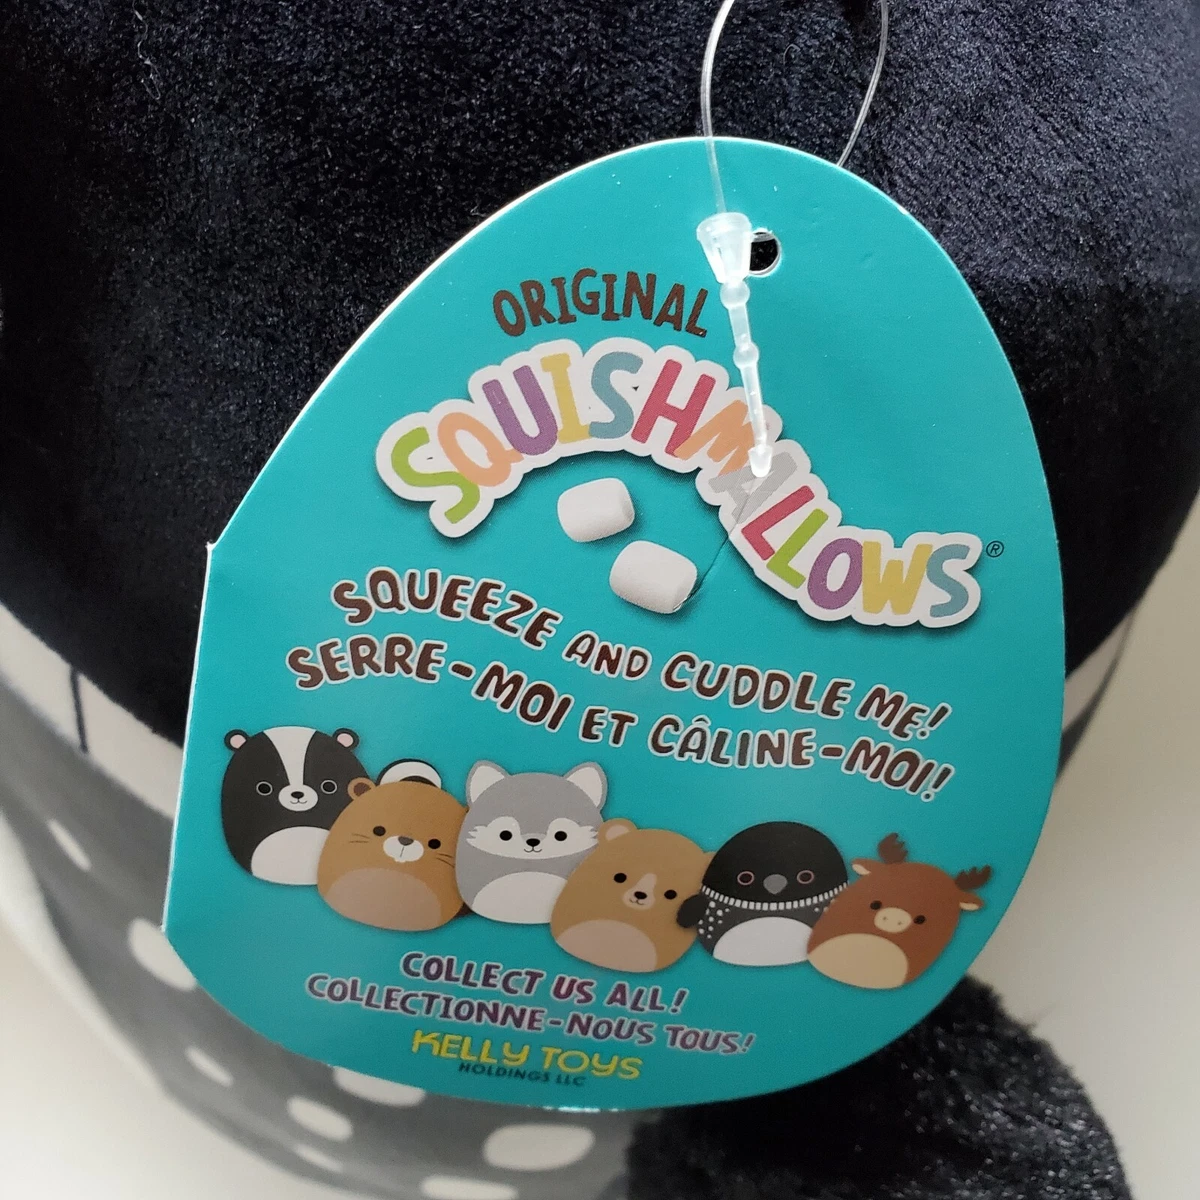 ORIGINAL
SQUISHMALLOWS®
SQUEEZE AND CUDDLE ME!
SERRE-MOI ET CÂLINE-MOI!
COLLECT US ALL!
COLLECTIONNE-NOUS TOUS!
KELLY TOYS
HOLDINGS LLC